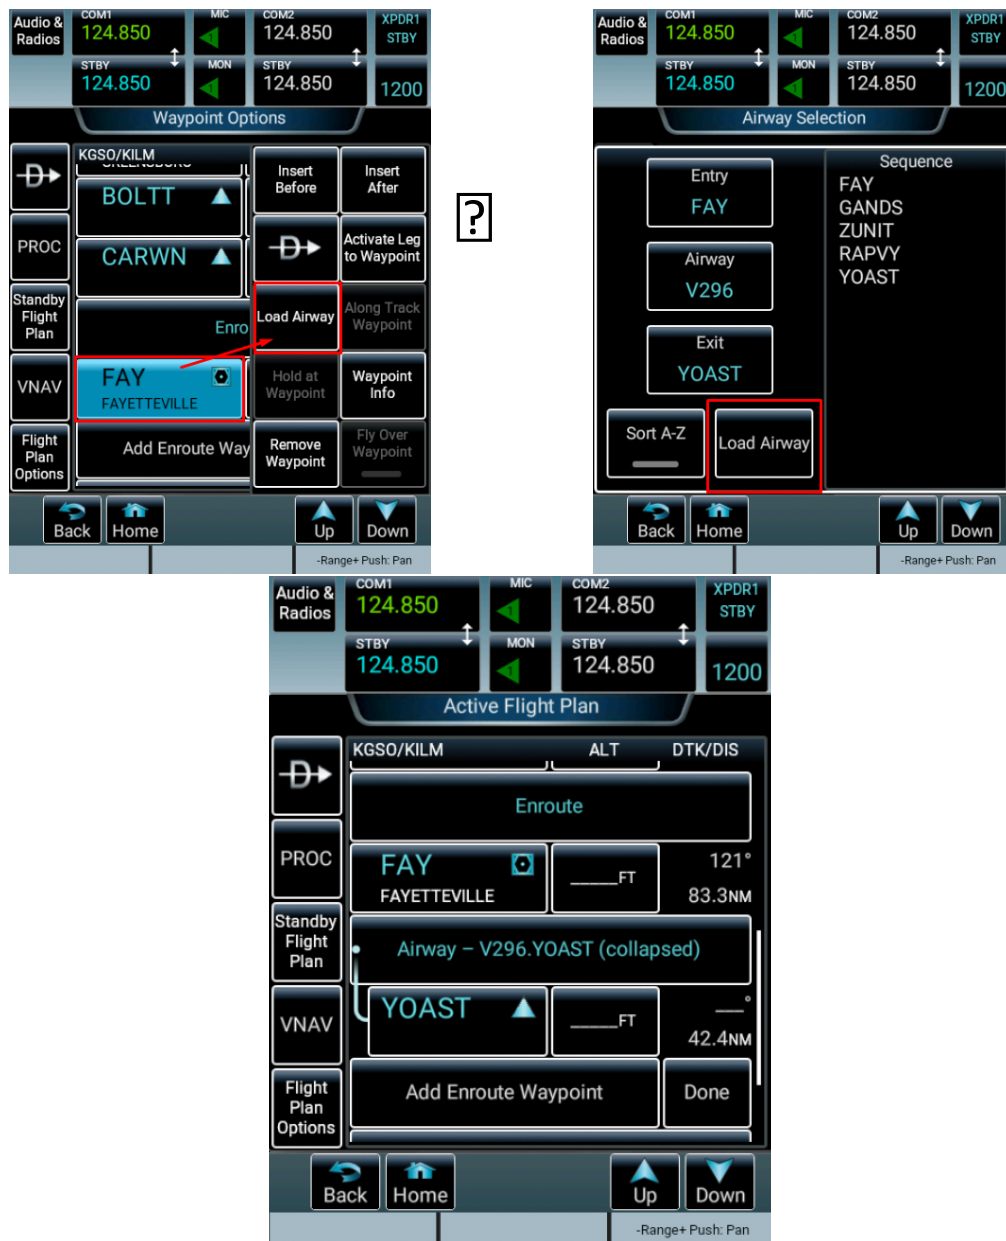 Audio &
Radios
COM1
124.850
MIC
COM2
124.850
XPDR1
STBY
STBY
124.850
MON
1
STBY
124.850
1200
Waypoint Options
KGSO/KILM
BOLTT
CARWN
Enro
FAY
FAYETTEVILLE
Add Enroute Way
D
PROC
Standby
Flight
Plan
VNAV
Flight
Plan
Options
Insert
Before
Insert
After
D
Activate Leg
to Waypoint
Load Airway
Along Track
Waypoint
Hold at
Waypoint
Waypoint
Info
Remove
Waypoint
Fly Over
Waypoint
Back
Home
Up
Down
-Range+ Push: Pan
?
Audio &
Radios
COM1
124.850
MIC
1
COM2
124.850
XPDR1
STBY
STBY
124.850
MON
1
STBY
124.850
1200
Airway Selection
Entry
FAY
Airway
V296
Exit
YOAST
Sort A-Z
Load Airway
Sequence
FAY
GANDS
ZUNIT
RAPVY
YOAST
Back
Home
Up
Down
-Range+ Push: Pan
Audio &
Radios
COM1
124.850
MIC
1
COM2
124.850
XPDR1
STBY
STBY
124.850
MON
1
STBY
124.850
1200
Active Flight Plan
D
PROC
Standby
Flight
Plan
VNAV
Flight
Plan
Options
KGSO/KILM
ALT
DTK/DIS
Enroute
FAY
FAYETTEVILLE
_____FT
121°
83.3NM
Airway – V296.YOAST (collapsed)
YOAST
_____FT
___°
42.4NM
Add Enroute Waypoint
Done
Back
Home
Up
Down
-Range+ Push: Pan